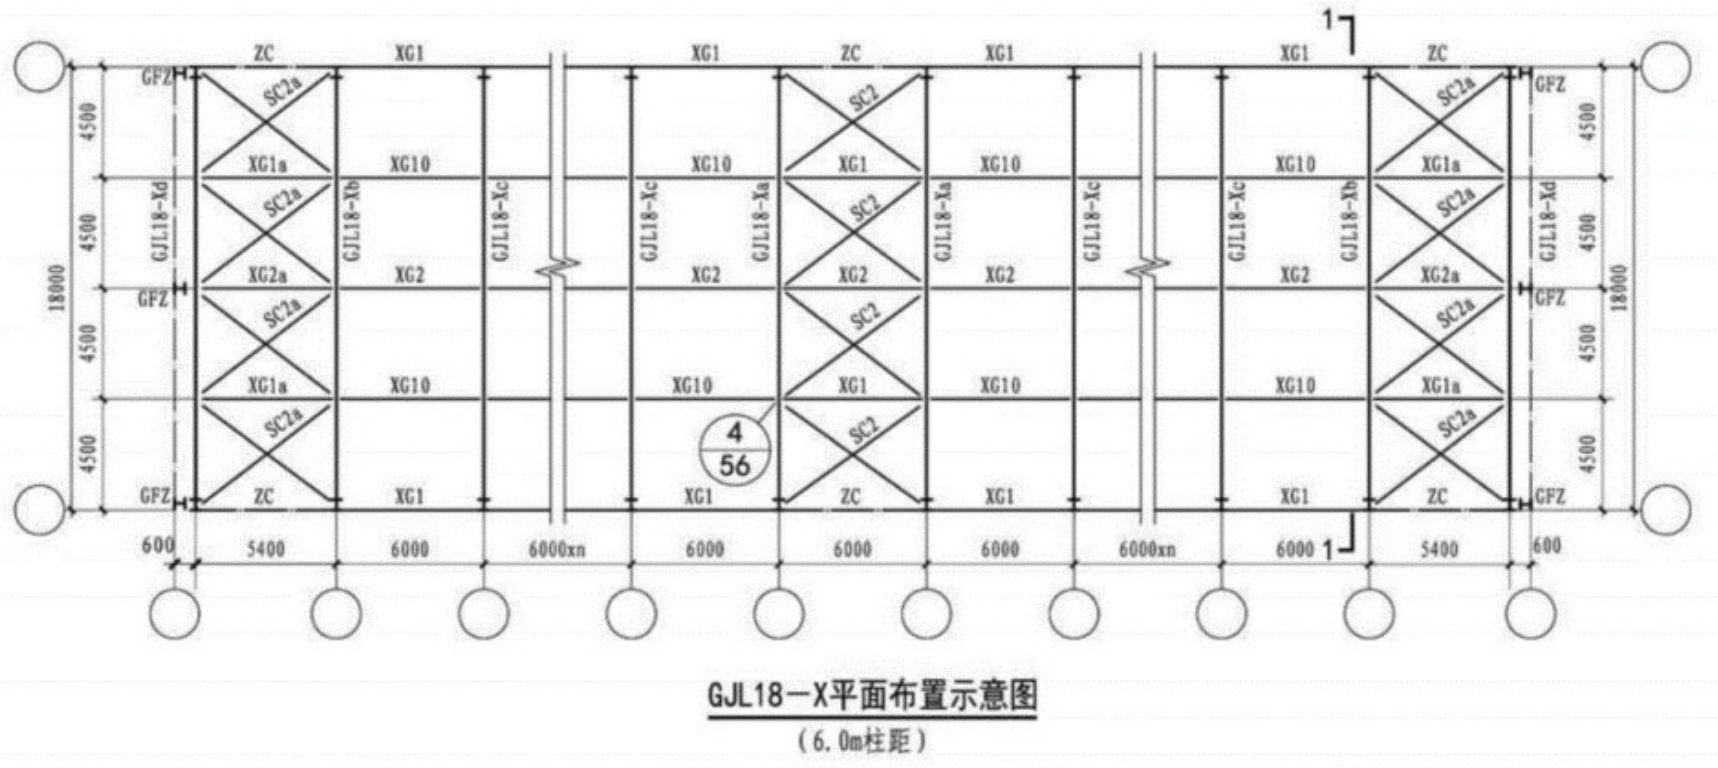 1
ZC XG1 XG1 ZC XG1 XG1 ZC
GFZ SC2a SC2 SC2a GFZ
4500 4500
XG1a XG10 XG10 XG1 XG10 XG10 XG1a
GJL18-Xd GJL18-Xb GJL18-Xc GJL18-Xc GJL18-Xa GJL18-Xa GJL18-Xc GJL18-Xc GJL18-Xb GJL18-Xd
SC2a SC2 SC2a
4500 4500
18000 18000
XG2a XG2 XG2 XG2 XG2 XG2 XG2a
GFZ SC2a SC2 SC2a GFZ
4500 4500
XG1a XG10 XG10 XG1 XG10 XG10 XG1a
SC2a SC2 SC2a
4
56
4500 4500
GFZ ZC XG1 XG1 ZC XG1 XG1 ZC GFZ
600 5400 6000 6000xn 6000 6000 6000 6000xn 6000 1 5400 600
GJL18-X平面布置示意图
(6.0m柱距)